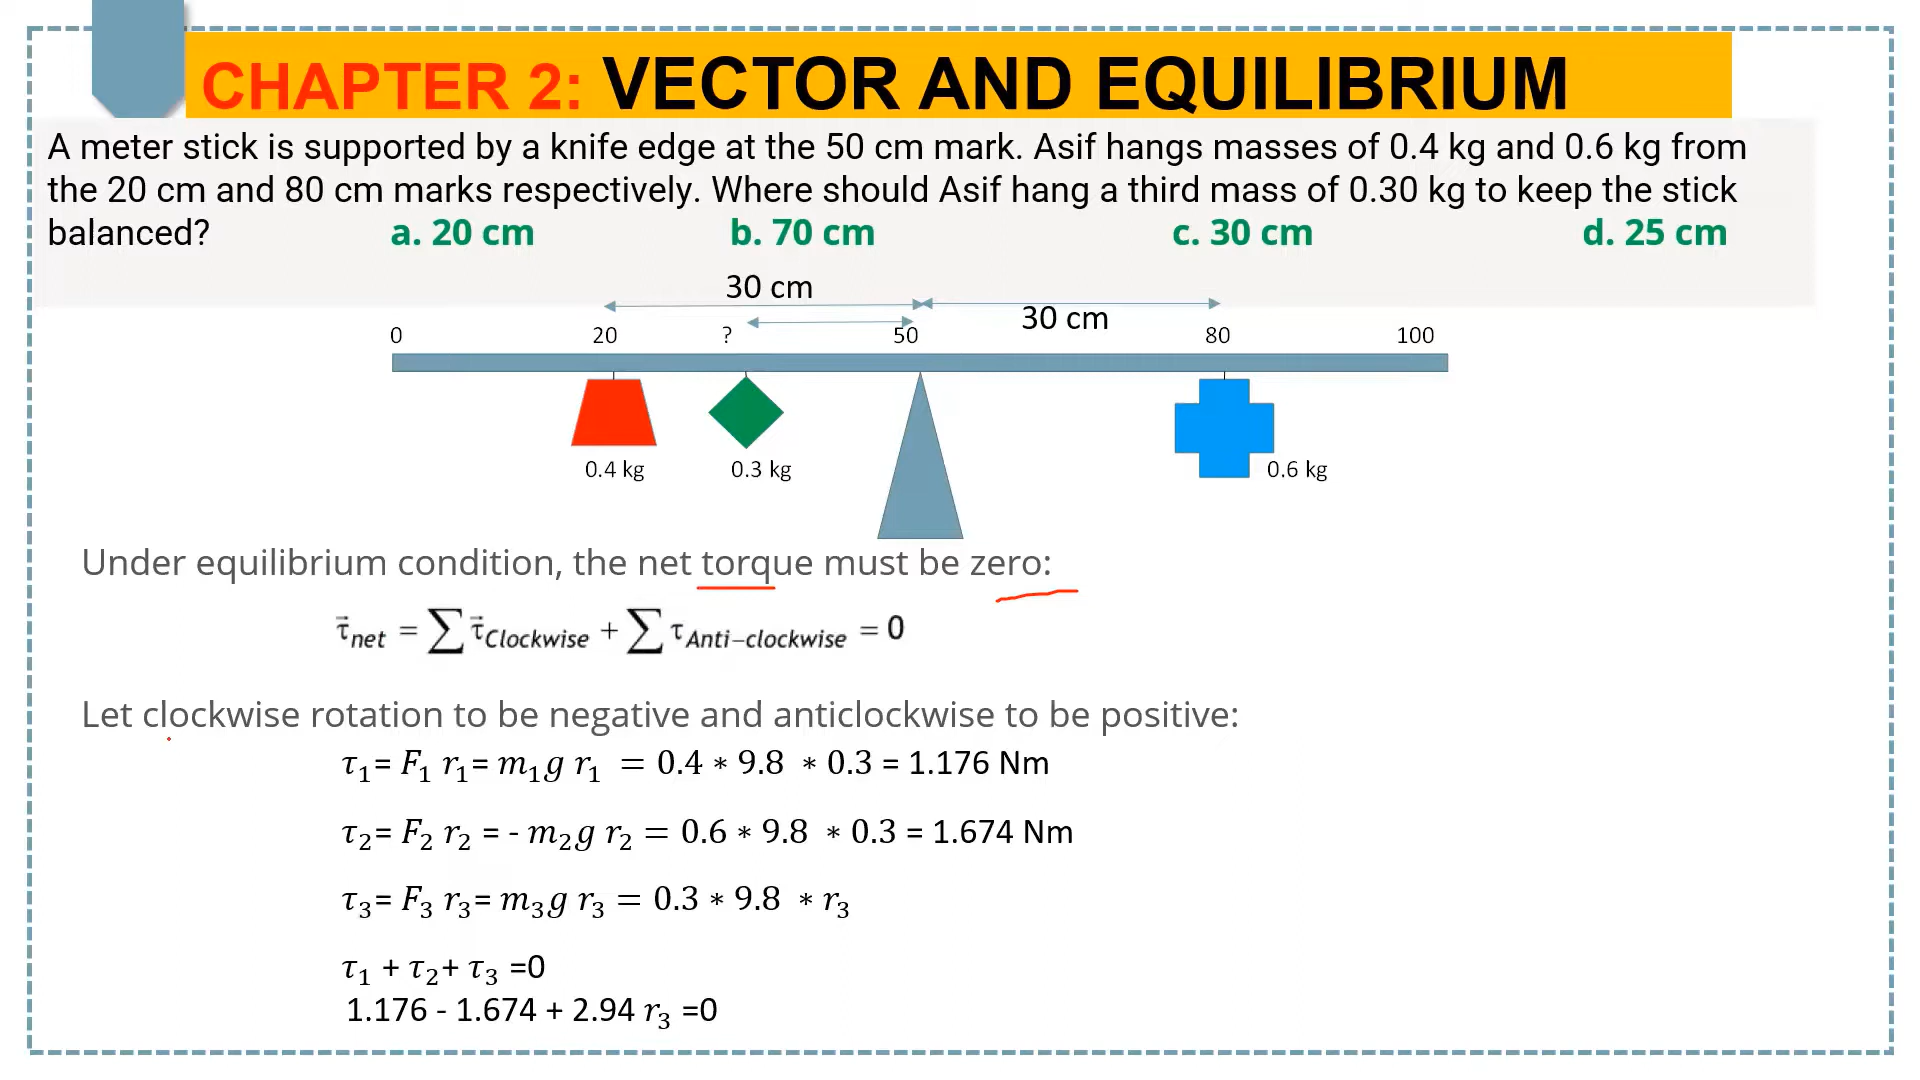 CHAPTER 2: VECTOR AND EQUILIBRIUM
A meter stick is supported by a knife edge at the 50 cm mark. Asif hangs masses of 0.4 kg and 0.6 kg from
the 20 cm and 80 cm marks respectively. Where should Asif hang a third mass of 0.30 kg to keep the stick
balanced? a. 20 cm b. 70 cm c. 30 cm d. 25 cm
30 cm
30 cm
0 20 ? 50 80 100
0.4 kg 0.3 kg 0.6 kg
Under equilibrium condition, the net torque must be zero:
τ⃗net = ∑ τ⃗Clockwise + ∑ τAnti−clockwise = 0
Let clockwise rotation to be negative and anticlockwise to be positive:
τ₁= F₁ r₁= m₁g r₁ = 0.4 ∗ 9.8 ∗ 0.3 = 1.176 Nm
τ₂= F₂ r₂ = - m₂g r₂ = 0.6 ∗ 9.8 ∗ 0.3 = 1.674 Nm
τ₃= F₃ r₃= m₃g r₃ = 0.3 ∗ 9.8 ∗ r₃
τ₁ + τ₂+ τ₃ =0
1.176 - 1.674 + 2.94 r₃ =0